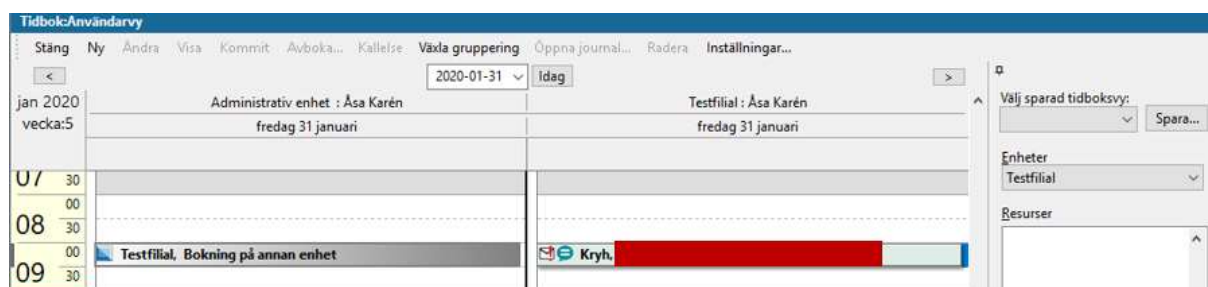 Tidbok:Användarvy
Stäng Ny Ändra Visa Kommit Avboka... Kallelse Växla gruppering Öppna journal... Radera Inställningar...
< 2020-01-31 Idag >
jan 2020 Administrativ enhet : Åsa Karén Testfilial : Åsa Karén
vecka:5 fredag 31 januari fredag 31 januari
Välj sparad tidboksvy:
Spara...
Enheter
Testfilial
Resurser
07 30
00
08 30
00 Testfilial, Bokning på annan enhet Kryh,
09 30